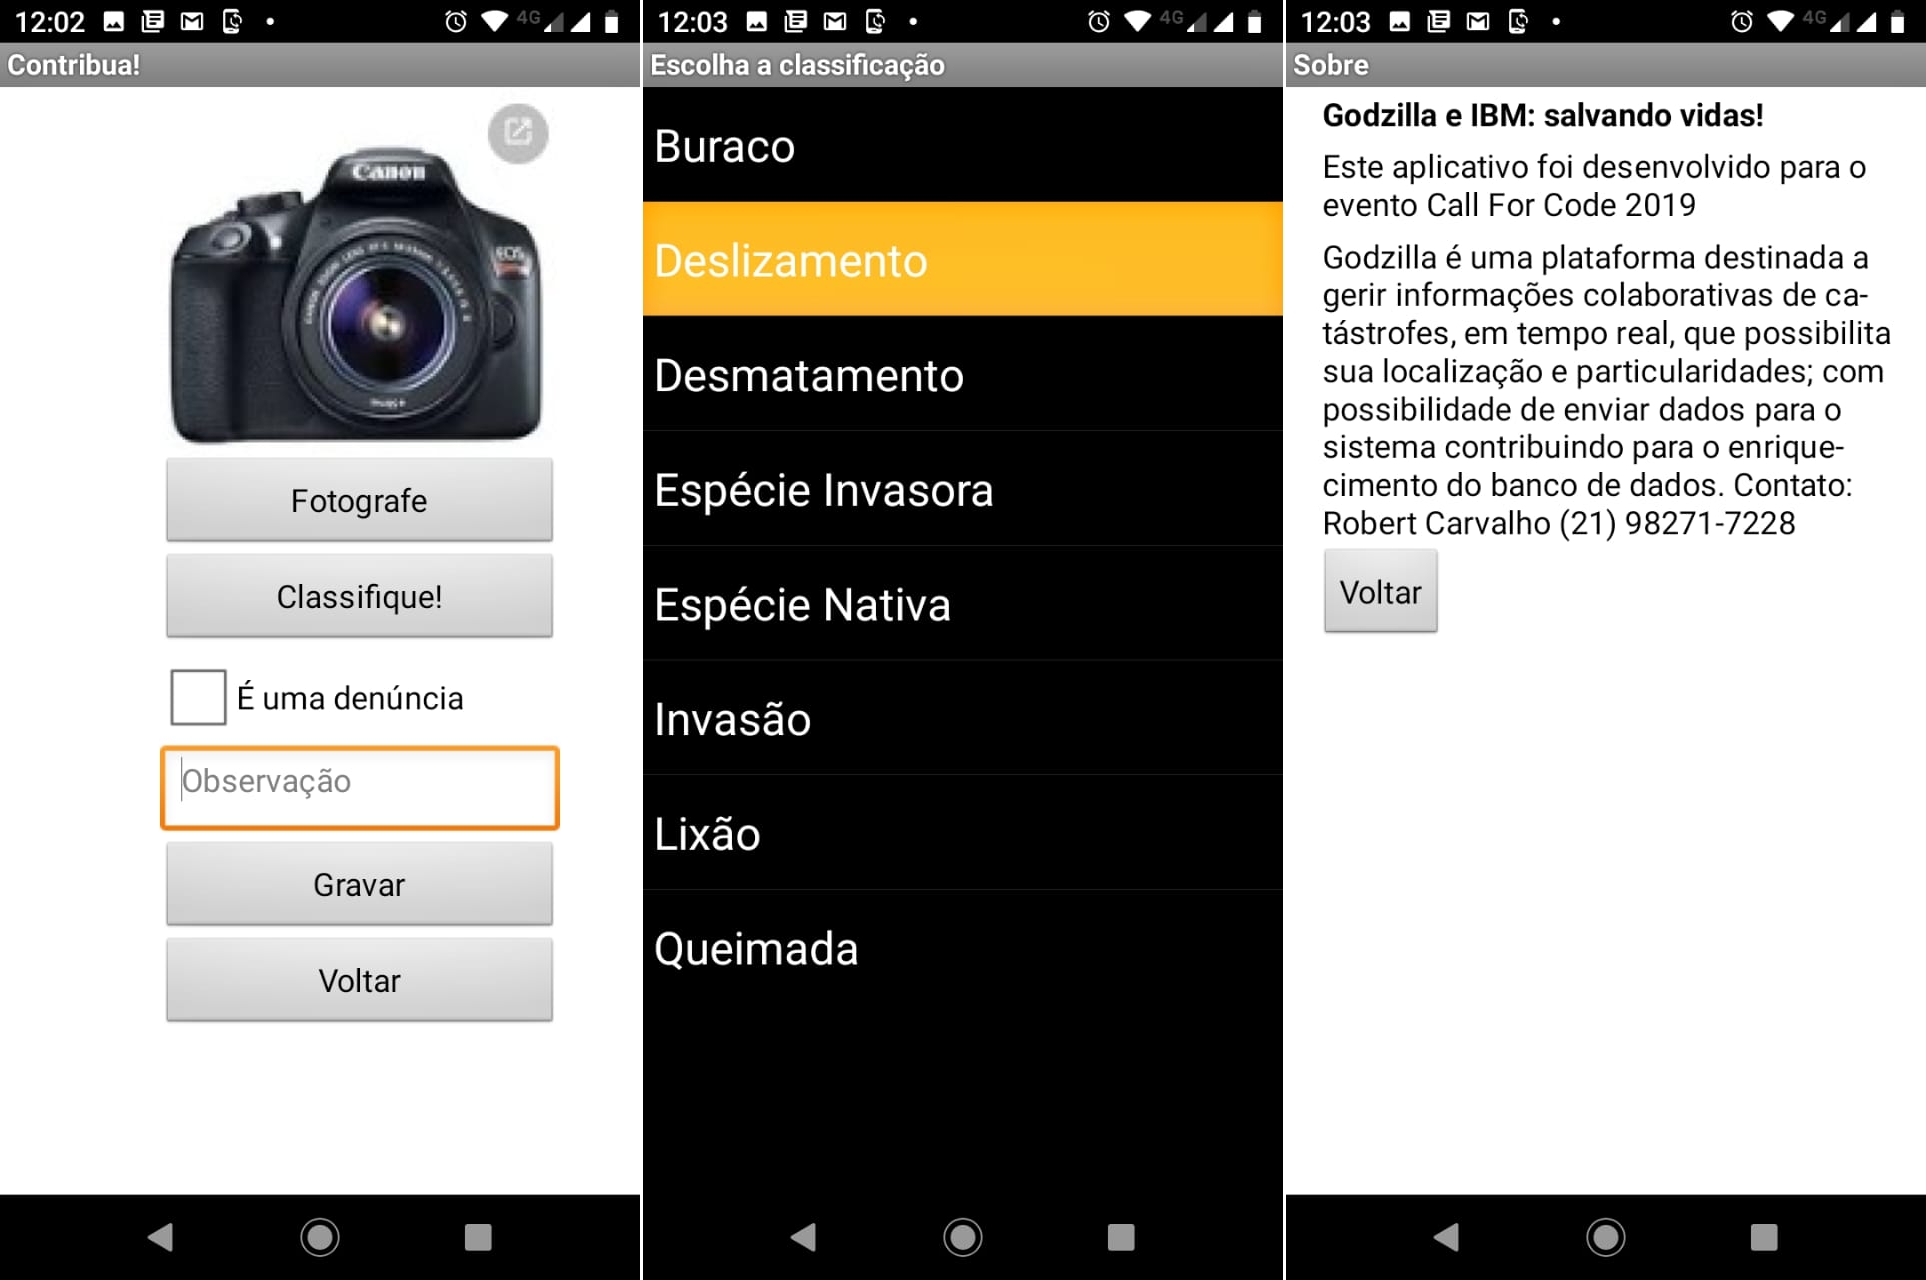 12:02
4G
Contribua!
Canon
EOS
Fotografe
Classifique!
É uma denúncia
Observação
Gravar
Voltar
12:03
4G
Escolha a classificação
Buraco
Deslizamento
Desmatamento
Espécie Invasora
Espécie Nativa
Invasão
Lixão
Queimada
12:03
4G
Sobre
Godzilla e IBM: salvando vidas!
Este aplicativo foi desenvolvido para o
evento Call For Code 2019
Godzilla é uma plataforma destinada a
gerir informações colaborativas de ca-
tástrofes, em tempo real, que possibilita
sua localização e particularidades; com
possibilidade de enviar dados para o
sistema contribuindo para o enrique-
cimento do banco de dados. Contato:
Robert Carvalho (21) 98271-7228
Voltar